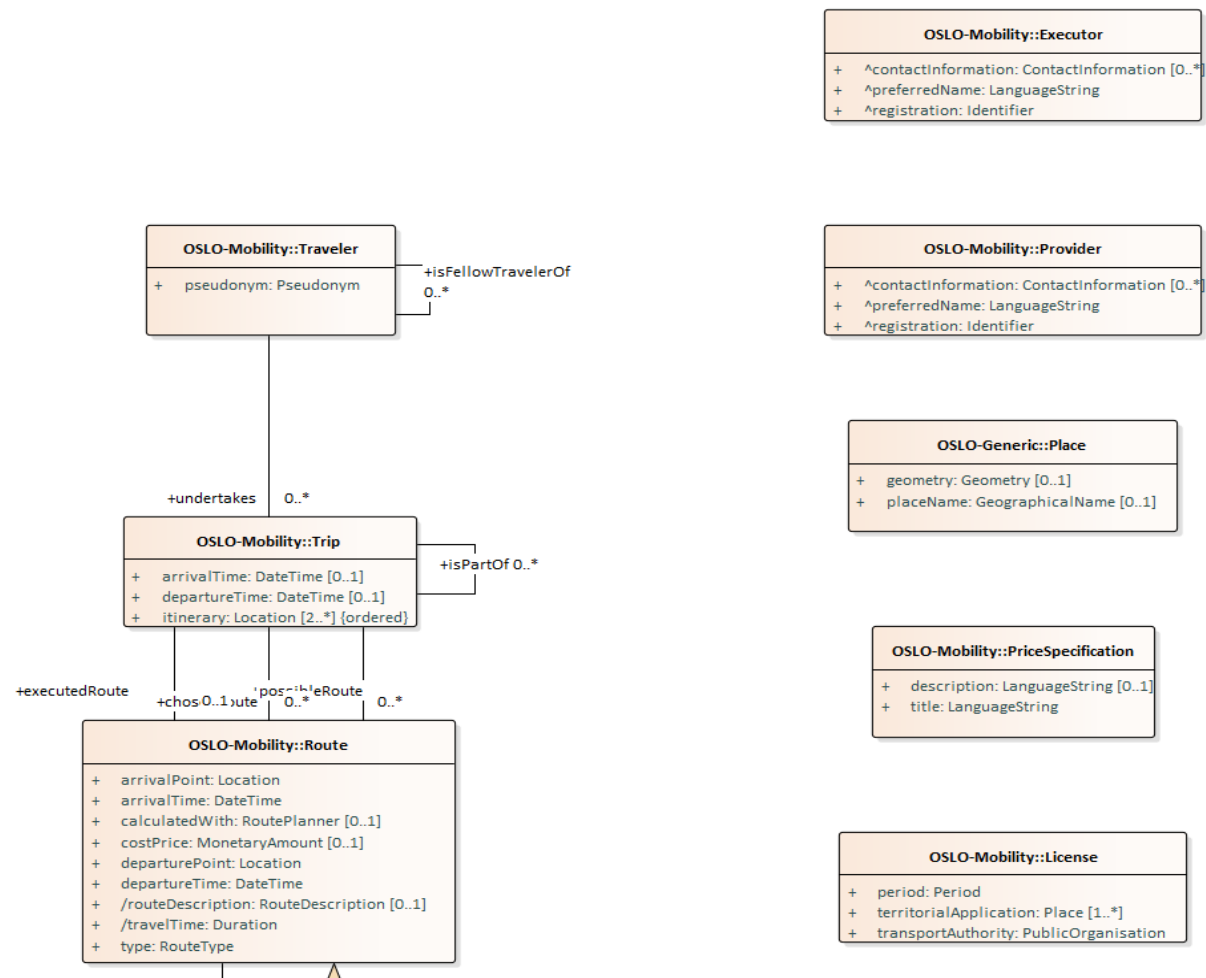 OSLO-Mobility::Executor
+ ^contactInformation: ContactInformation [0..*]
+ ^preferredName: LanguageString
+ ^registration: Identifier
OSLO-Mobility::Traveler
+ pseudonym: Pseudonym
+isFellowTravelerOf
0..*
OSLO-Mobility::Provider
+ ^contactInformation: ContactInformation [0..*]
+ ^preferredName: LanguageString
+ ^registration: Identifier
OSLO-Generic::Place
+ geometry: Geometry [0..1]
+ placeName: GeographicalName [0..1]
+undertakes 0..*
OSLO-Mobility::Trip
+ arrivalTime: DateTime [0..1]
+ departureTime: DateTime [0..1]
+ itinerary: Location [2..*] {ordered}
+isPartOf 0..*
OSLO-Mobility::PriceSpecification
+ description: LanguageString [0..1]
+ title: LanguageString
+executedRoute
0..1
0..*
0..*
OSLO-Mobility::Route
+ arrivalPoint: Location
+ arrivalTime: DateTime
+ calculatedWith: RoutePlanner [0..1]
+ costPrice: MonetaryAmount [0..1]
+ departurePoint: Location
+ departureTime: DateTime
+ /routeDescription: RouteDescription [0..1]
+ /travelTime: Duration
+ type: RouteType
OSLO-Mobility::License
+ period: Period
+ territorialApplication: Place [1..*]
+ transportAuthority: PublicOrganisation